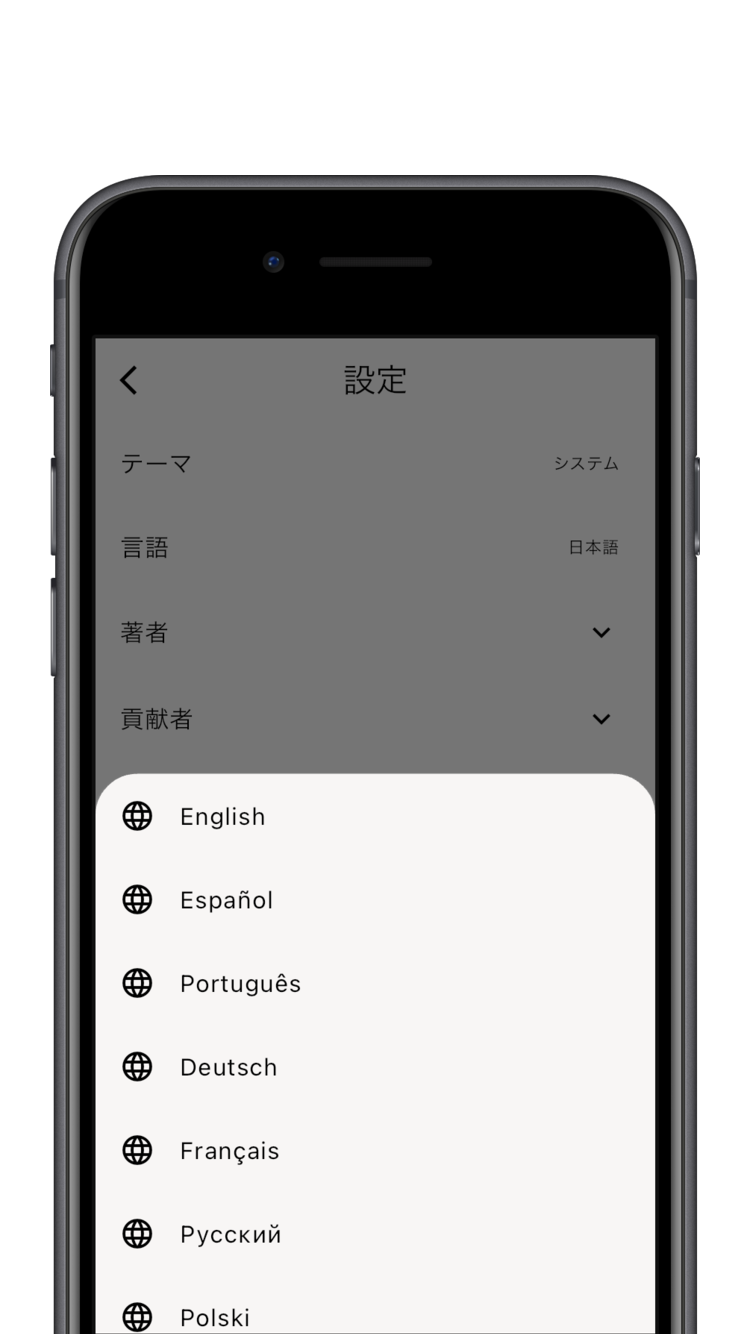 設定
テーマ システム
言語 日本語
著者
貢献者
English
Español
Português
Deutsch
Français
Русский
Polski